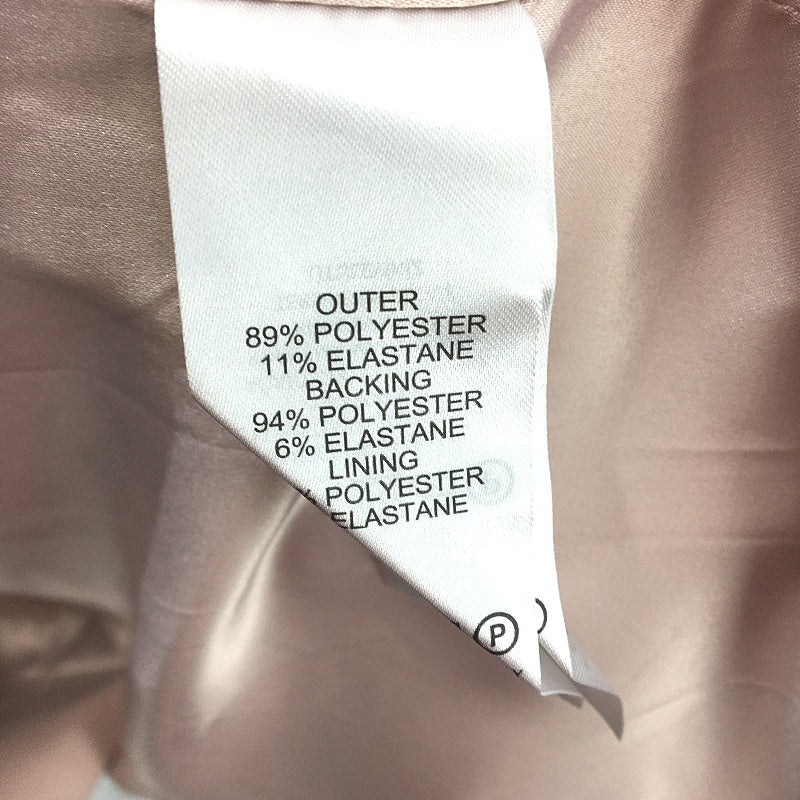 OUTER
89% POLYESTER
11% ELASTANE
BACKING
94% POLYESTER
6% ELASTANE
LINING
% POLYESTER
ELASTANE
P